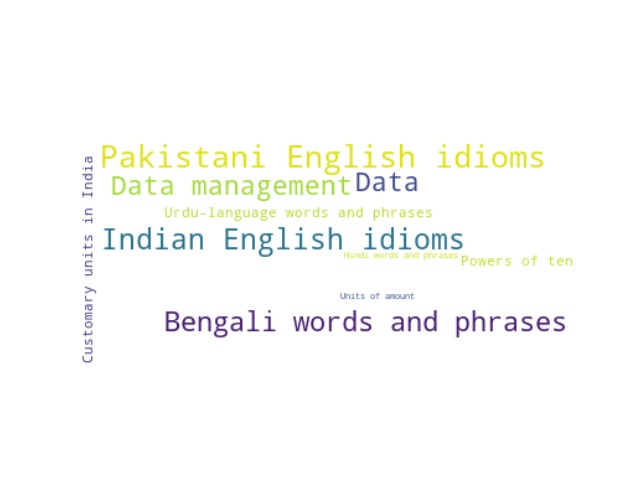 Pakistani English idioms
Data management
Data
Urdu-language words and phrases
Indian English idioms
Hindi words and phrases
Powers of ten
Units of amount
Bengali words and phrases
Customary units in India